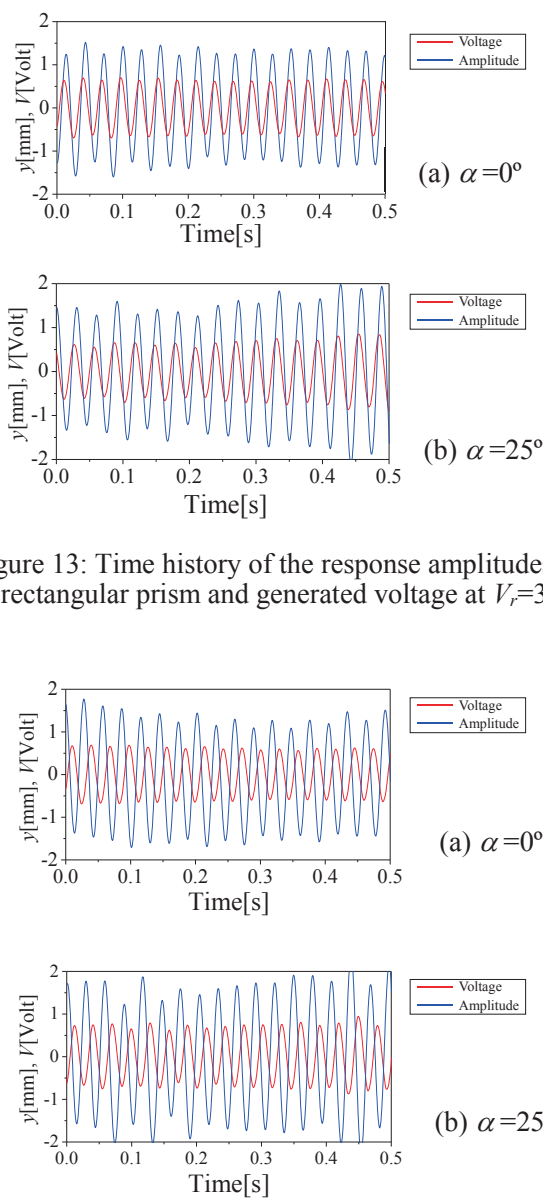 2
1
0
-1
-2
y[mm], V[Volt]
0.0 0.1 0.2 0.3 0.4 0.5
Time[s]
Voltage
Amplitude
(a) α=0º
2
1
0
-1
-2
y[mm], V[Volt]
0.0 0.1 0.2 0.3 0.4 0.5
Time[s]
Voltage
Amplitude
(b) α=25º
gure 13: Time history of the response amplitude
rectangular prism and generated voltage at Vr=3
2
1
0
-1
-2
y[mm], V[Volt]
0.0 0.1 0.2 0.3 0.4 0.5
Time[s]
Voltage
Amplitude
(a) α=0º
2
1
0
-1
-2
y[mm], V[Volt]
0.0 0.1 0.2 0.3 0.4 0.5
Time[s]
Voltage
Amplitude
(b) α=25